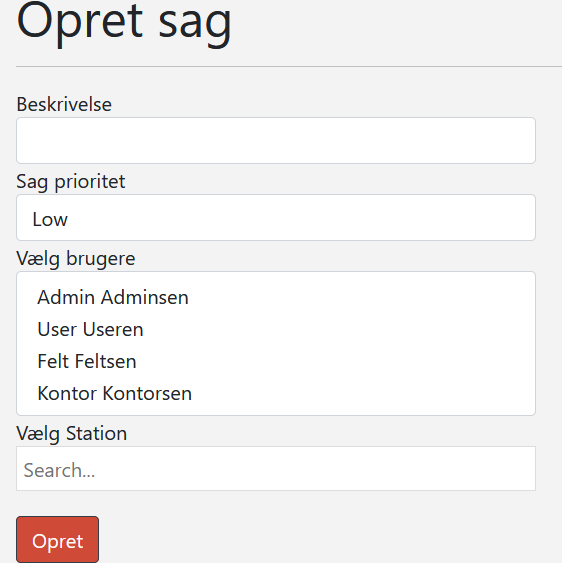 Opret sag
Beskrivelse
Sag prioritet
Low
Vælg brugere
Admin Adminsen
User Useren
Felt Feltsen
Kontor Kontorsen
Vælg Station
Search...
Opret